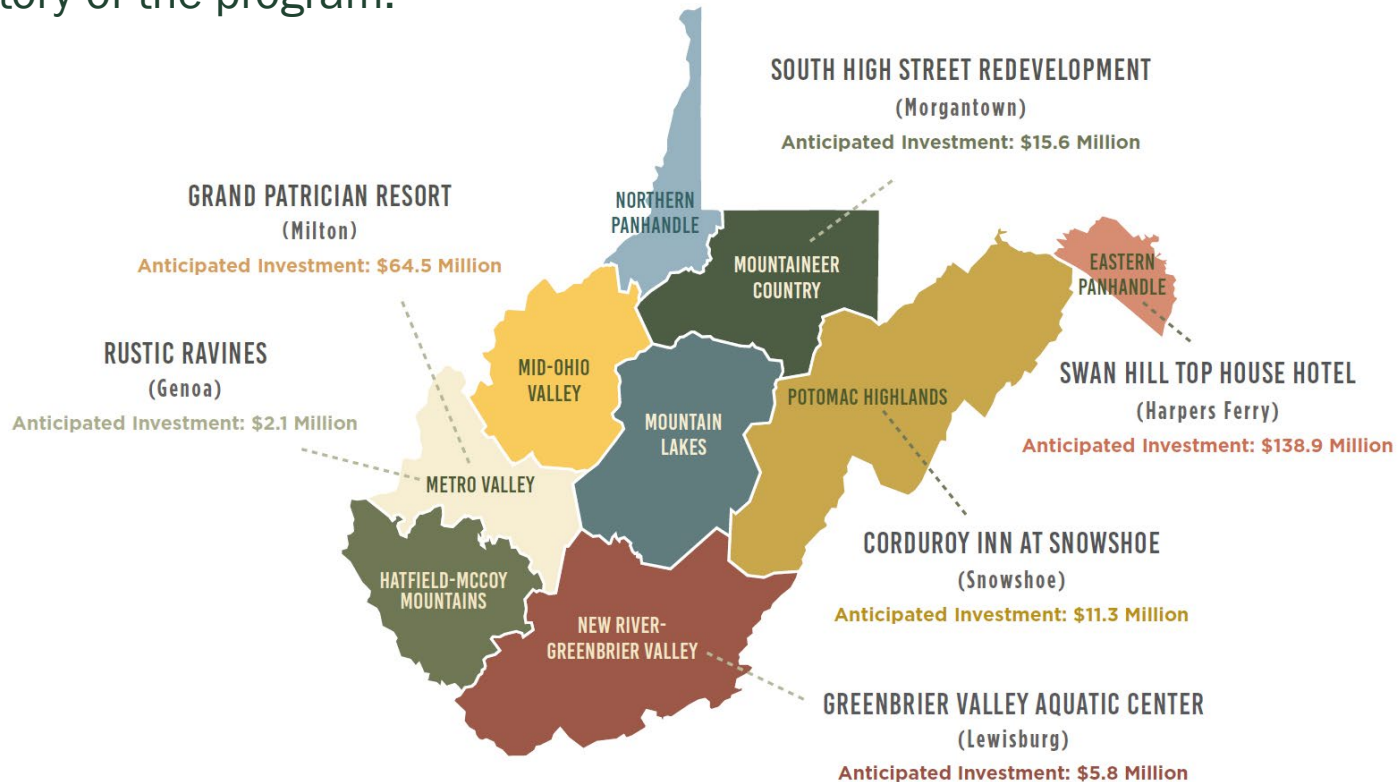 tory of the program.
SOUTH HIGH STREET REDEVELOPMENT
(Morgantown)
Anticipated Investment: $15.6 Million
GRAND PATRICIAN RESORT
(Milton)
Anticipated Investment: $64.5 Million
NORTHERN
PANHANDLE
MOUNTAINEER
COUNTRY
EASTERN
PANHANDLE
RUSTIC RAVINES
(Genoa)
Anticipated Investment: $2.1 Million
MID-OHIO
VALLEY
POTOMAC HIGHLANDS
SWAN HILL TOP HOUSE HOTEL
(Harpers Ferry)
Anticipated Investment: $138.9 Million
MOUNTAIN
LAKES
METRO VALLEY
CORDUROY INN AT SNOWSHOE
(Snowshoe)
Anticipated Investment: $11.3 Million
HATFIELD-MCCOY
MOUNTAINS
NEW RIVER-
GREENBRIER VALLEY
GREENBRIER VALLEY AQUATIC CENTER
(Lewisburg)
Anticipated Investment: $5.8 Million